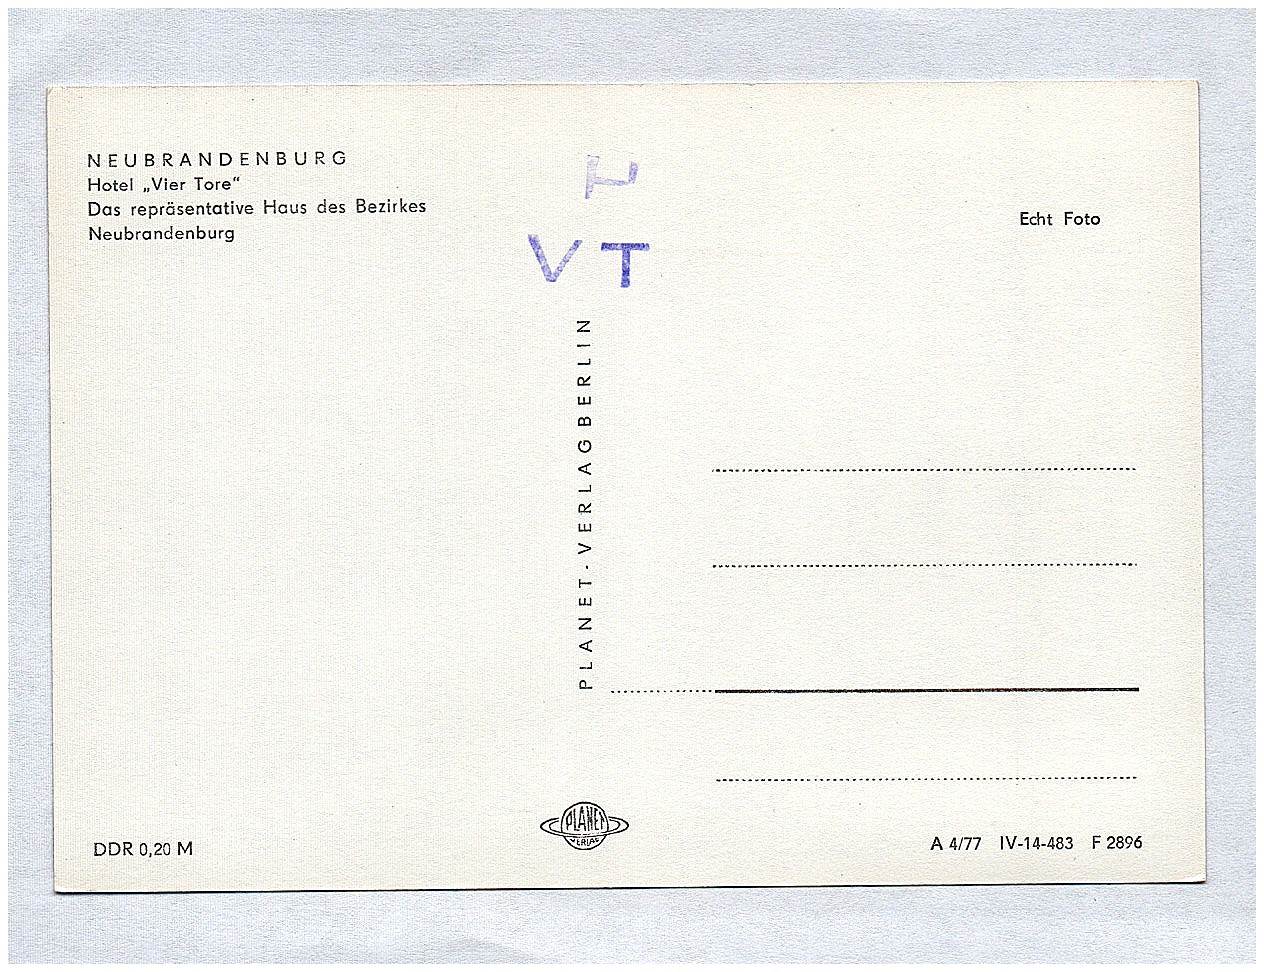 NEUBRANDENBURG
Hotel „Vier Tore“
Das repräsentative Haus des Bezirkes
Neubrandenburg
V T
Echt Foto
PLANET-VERLAG BERLIN
PLANET
VERLAG
DDR 0,20 M
A 4/77 IV-14-483 F 2896